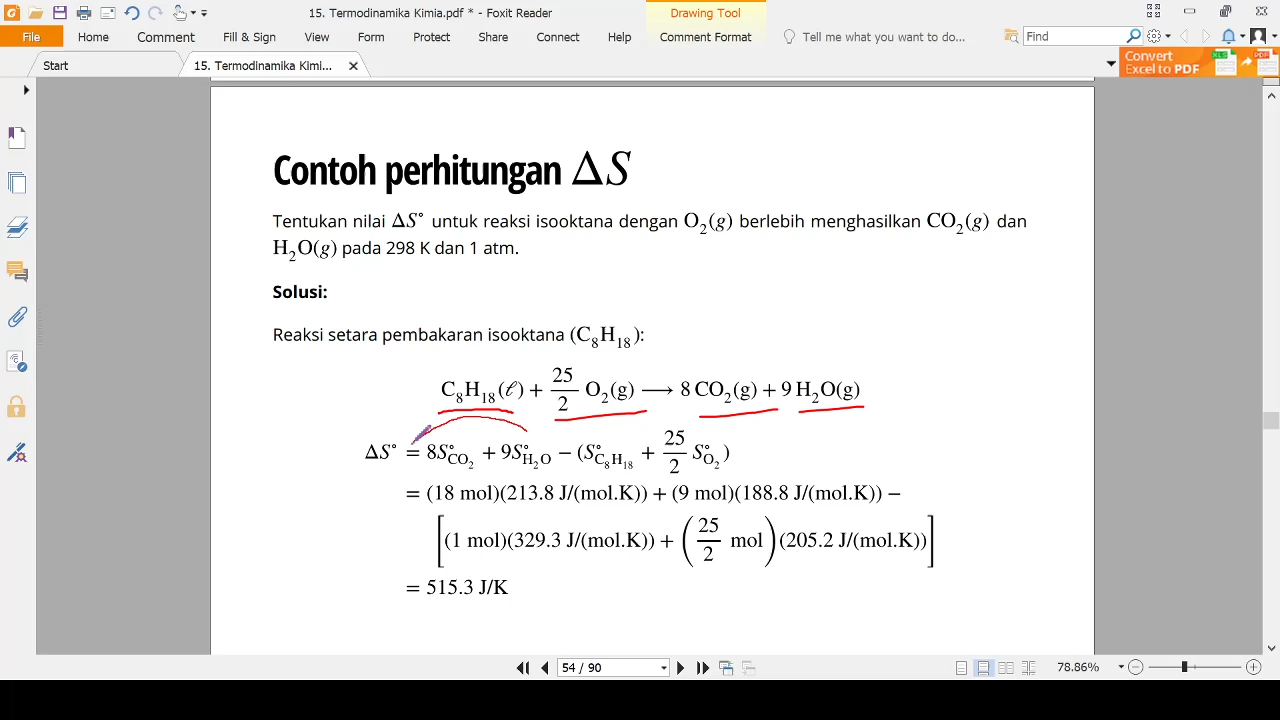 15. Termodinamika Kimia.pdf * - Foxit Reader
Drawing Tool
File Home Comment Fill & Sign View Form Protect Share Connect Help Comment Format Tell me what you want to do... Find
Start 15. Termodinamika Kimi...
Convert
Excel to PDF
Contoh perhitungan ΔS
Tentukan nilai ΔS° untuk reaksi isooktana dengan O₂(g) berlebih menghasilkan CO₂(g) dan
H₂O(g) pada 298 K dan 1 atm.
Solusi:
Reaksi setara pembakaran isooktana (C₈H₁₈):
C₈H₁₈(ℓ) + 25/2 O₂(g) ⟶ 8 CO₂(g) + 9 H₂O(g)
ΔS° = 8S°CO₂ + 9S°H₂O − (S°C₈H₁₈ + 25/2 S°O₂)
= (18 mol)(213.8 J/(mol.K)) + (9 mol)(188.8 J/(mol.K)) −
[(1 mol)(329.3 J/(mol.K)) + (25/2 mol)(205.2 J/(mol.K))]
= 515.3 J/K
54 / 90
78.86%